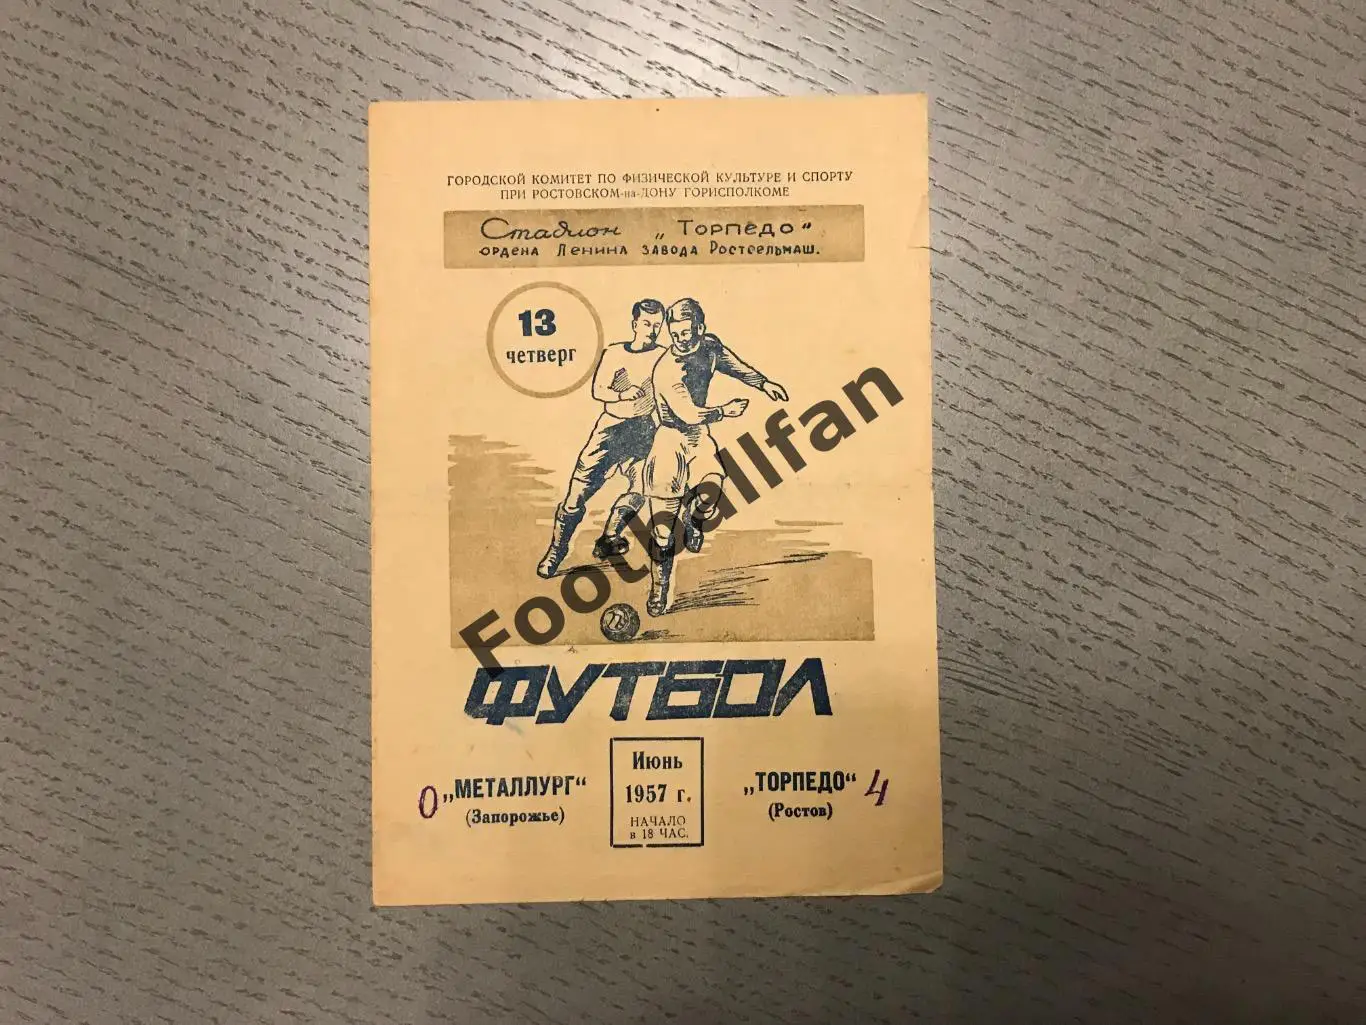 ГОРОДСКОЙ КОМИТЕТ ПО ФИЗИЧЕСКОЙ КУЛЬТУРЕ И СПОРТУ
ПРИ РОСТОВСКОМ-на-ДОНУ ГОРИСПОЛКОМЕ
Стадион „Торпедо"
ОРДЕНА ЛЕНИНА ЗАВОДА РОСТСЕЛЬМАШ.
13
четверг
Footballfan
ФУТБОЛ
0 „МЕТАЛЛУРГ"
(Запорожье)
Июнь
1957 г.
НАЧАЛО
в 18 ЧАС.
„ТОРПЕДО" 4
(Ростов)